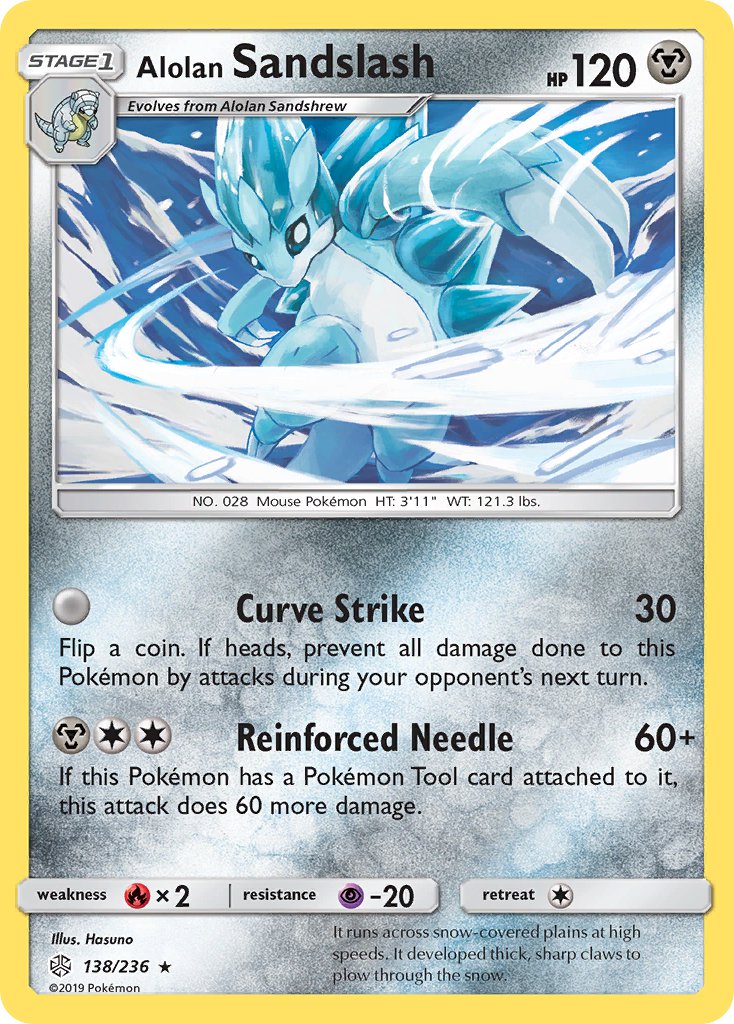 STAGE1
Alolan Sandslash
HP 120
Evolves from Alolan Sandshrew
NO. 028 Mouse Pokémon HT: 3'11" WT: 121.3 lbs.
Curve Strike 30
Flip a coin. If heads, prevent all damage done to this
Pokémon by attacks during your opponent's next turn.
Reinforced Needle 60+
If this Pokémon has a Pokémon Tool card attached to it,
this attack does 60 more damage.
weakness ×2 resistance -20 retreat
Illus. Hasuno
138/236 ★
©2019 Pokémon
It runs across snow-covered plains at high
speeds. It developed thick, sharp claws to
plow through the snow.